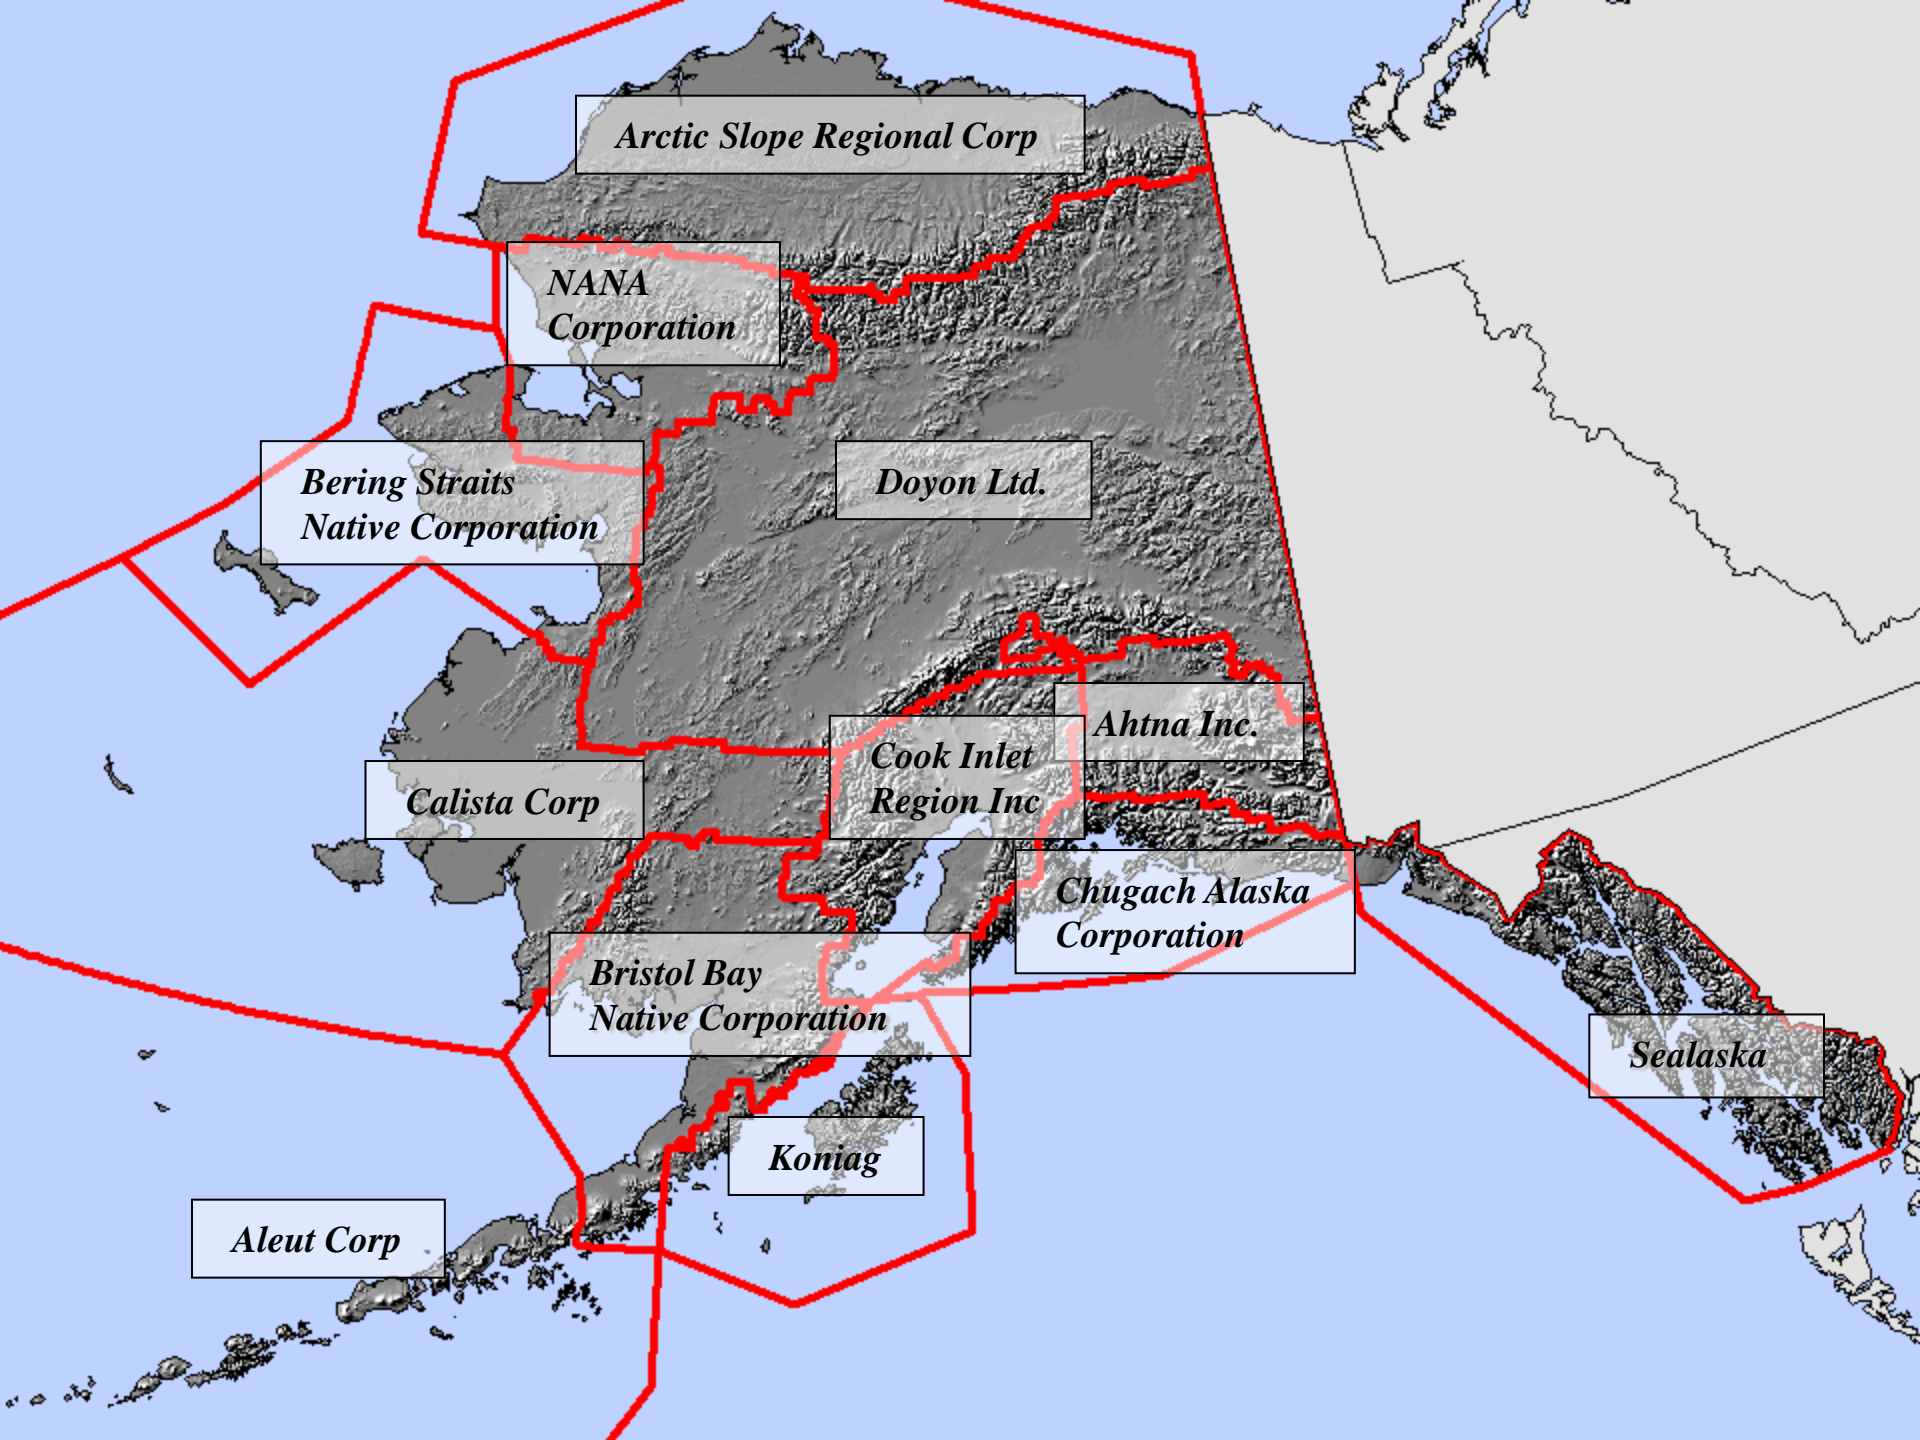 Arctic Slope Regional Corp
NANA
Corporation
Bering Straits
Native Corporation
Doyon Ltd.
Ahtna Inc.
Cook Inlet
Region Inc
Calista Corp
Chugach Alaska
Corporation
Bristol Bay
Native Corporation
Sealaska
Koniag
Aleut Corp